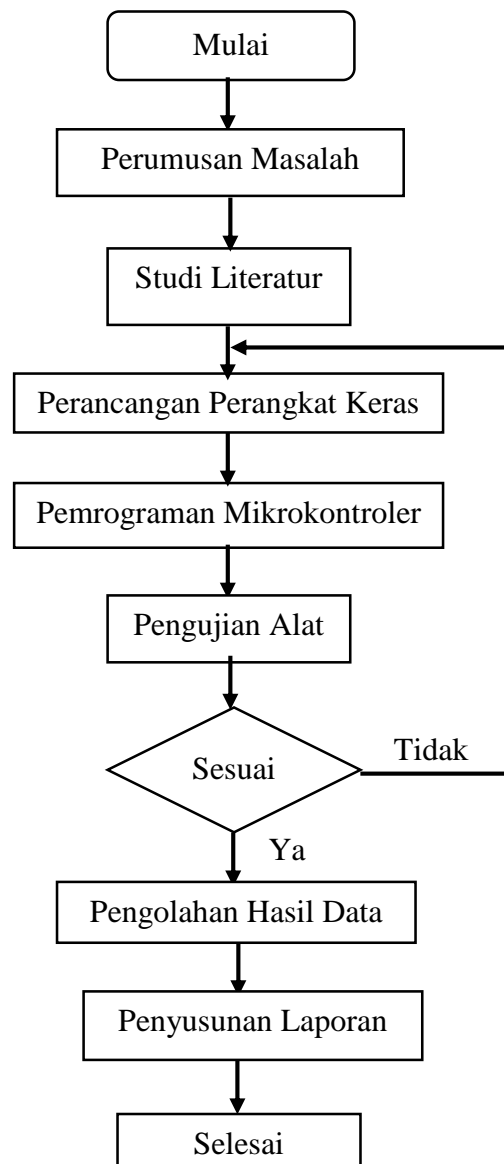 Mulai
Perumusan Masalah
Studi Literatur
Perancangan Perangkat Keras
Pemrograman Mikrokontroler
Pengujian Alat
Sesuai
Tidak
Ya
Pengolahan Hasil Data
Penyusunan Laporan
Selesai